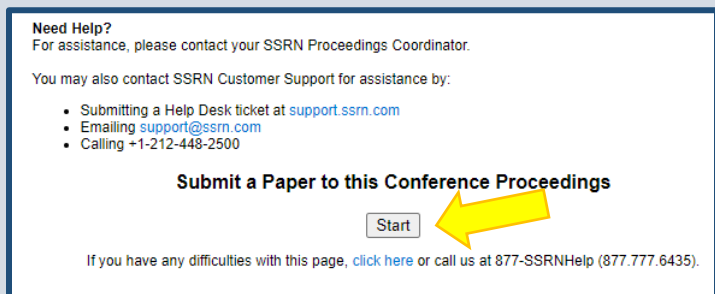 Need Help?
For assistance, please contact your SSRN Proceedings Coordinator.
You may also contact SSRN Customer Support for assistance by:
• Submitting a Help Desk ticket at support.ssrn.com
• Emailing support@ssrn.com
• Calling +1-212-448-2500
Submit a Paper to this Conference Proceedings
Start
If you have any difficulties with this page, click here or call us at 877-SSRNHelp (877.777.6435).